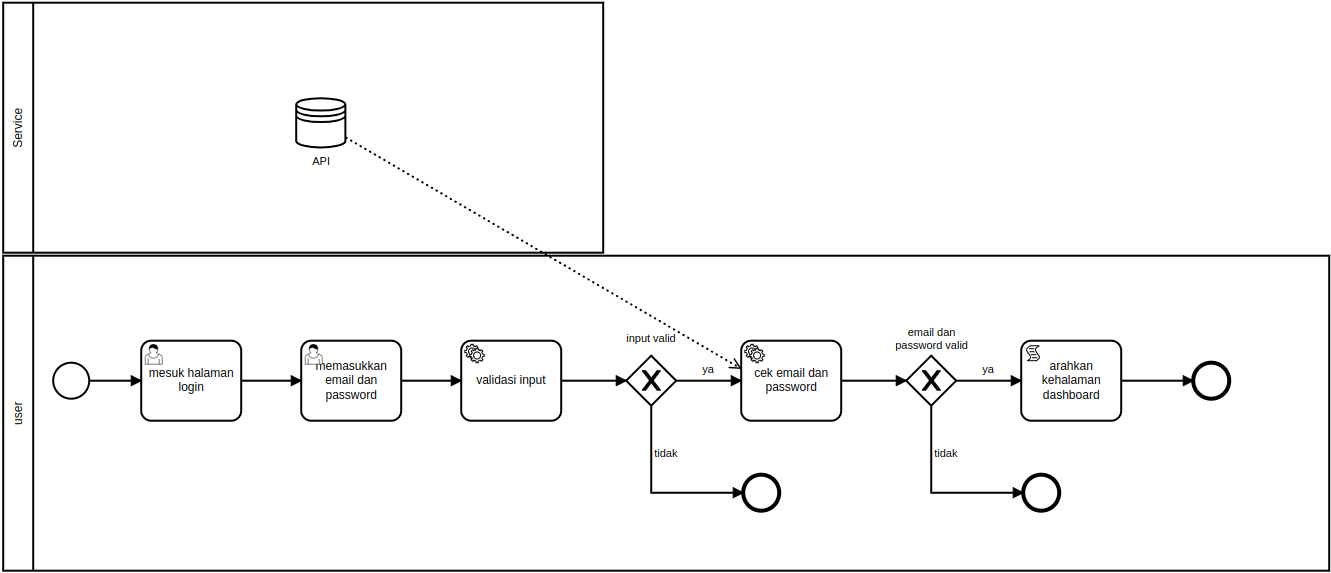 Service
API
user
mesuk halaman
login
memasukkan
email dan
password
validasi input
input valid
ya
tidak
cek email dan
password
email dan
password valid
ya
tidak
arahkan
kehalaman
dashboard